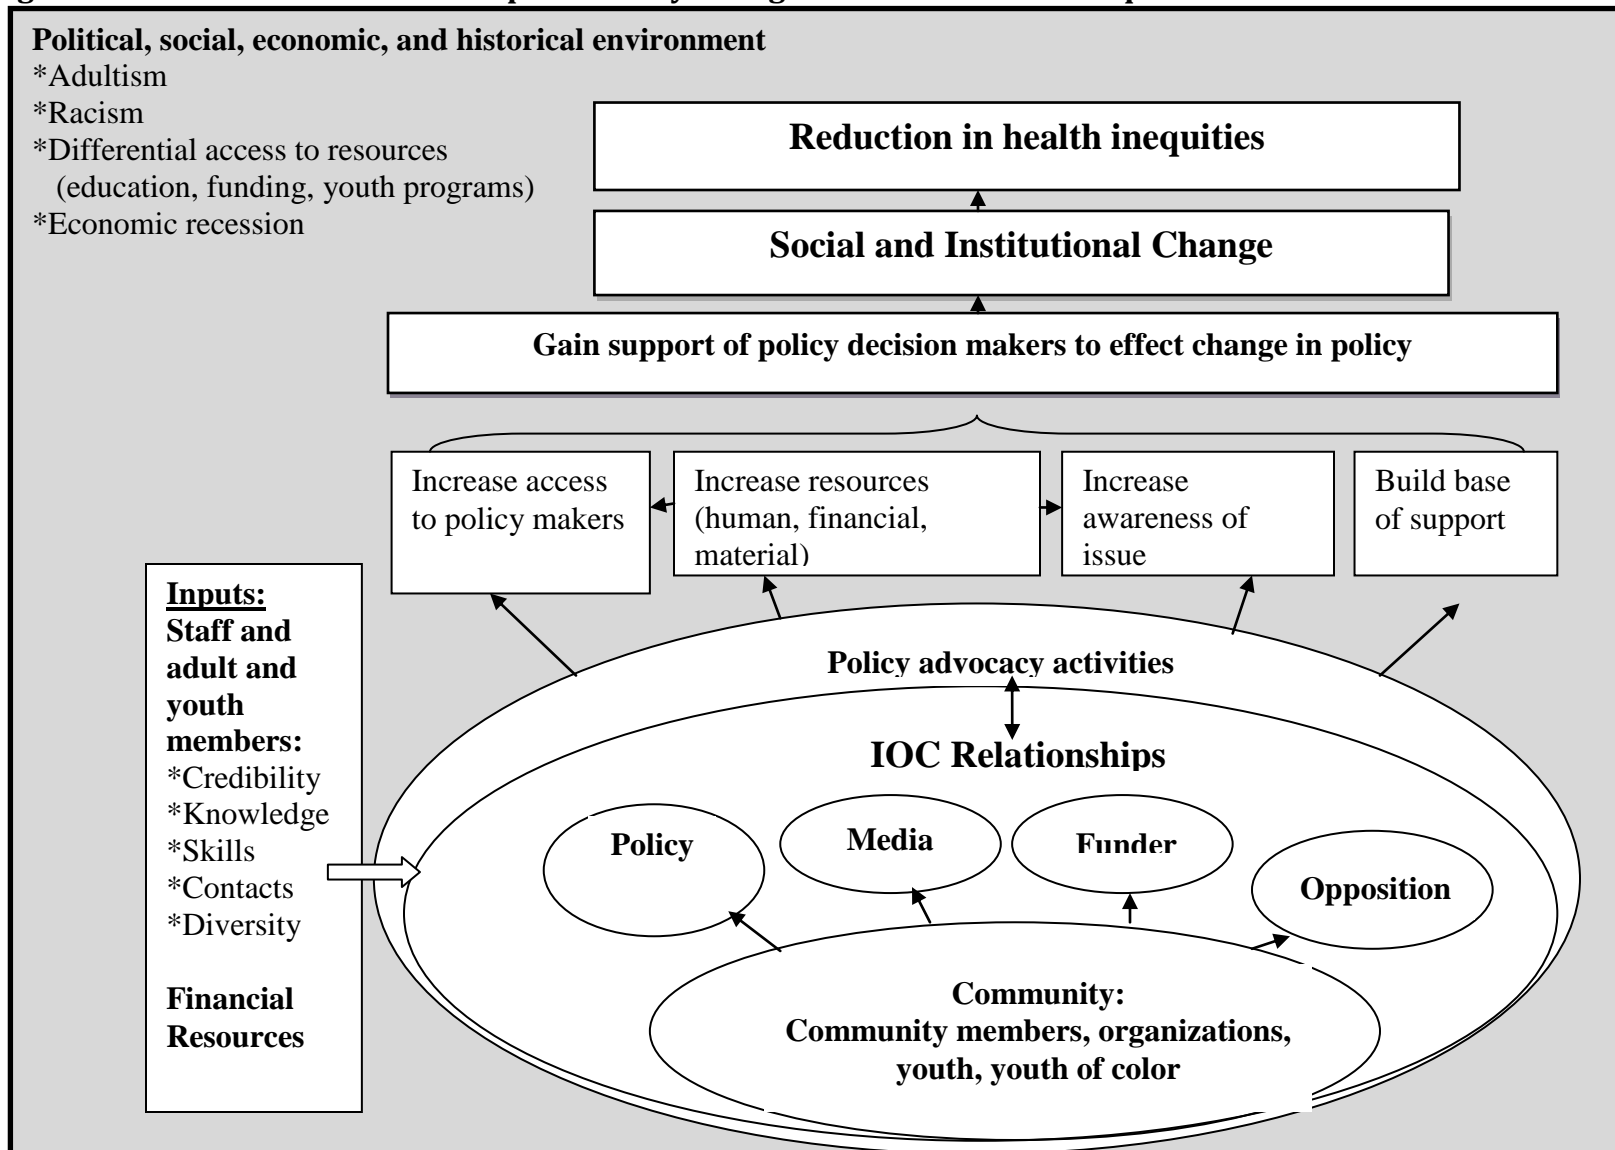 Political, social, economic, and historical environment
*Adultism
*Racism
*Differential access to resources
(education, funding, youth programs)
*Economic recession
Reduction in health inequities
Social and Institutional Change
Gain support of policy decision makers to effect change in policy
Increase access
to policy makers
Increase resources
(human, financial,
material)
Increase
awareness of
issue
Build base
of support
Inputs:
Staff and
adult and
youth
members:
*Credibility
*Knowledge
*Skills
*Contacts
*Diversity
Financial
Resources
Policy advocacy activities
IOC Relationships
Policy
Media
Funder
Opposition
Community:
Community members, organizations,
youth, youth of color